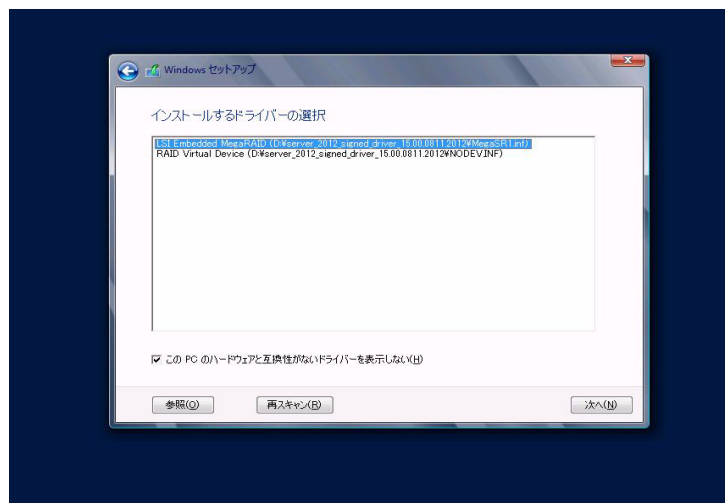 Windows セットアップ
インストールするドライバーの選択
LSI Embedded MegaRAID (D:¥server_2012_signed_driver_15.00.0811.2012¥MegaSR1.inf)
RAID Virtual Device (D:¥server_2012_signed_driver_15.00.0811.2012¥NODEV.INF)
この PC のハードウェアと互換性がないドライバーを表示しない(H)
参照(O)
再スキャン(R)
次へ(N)